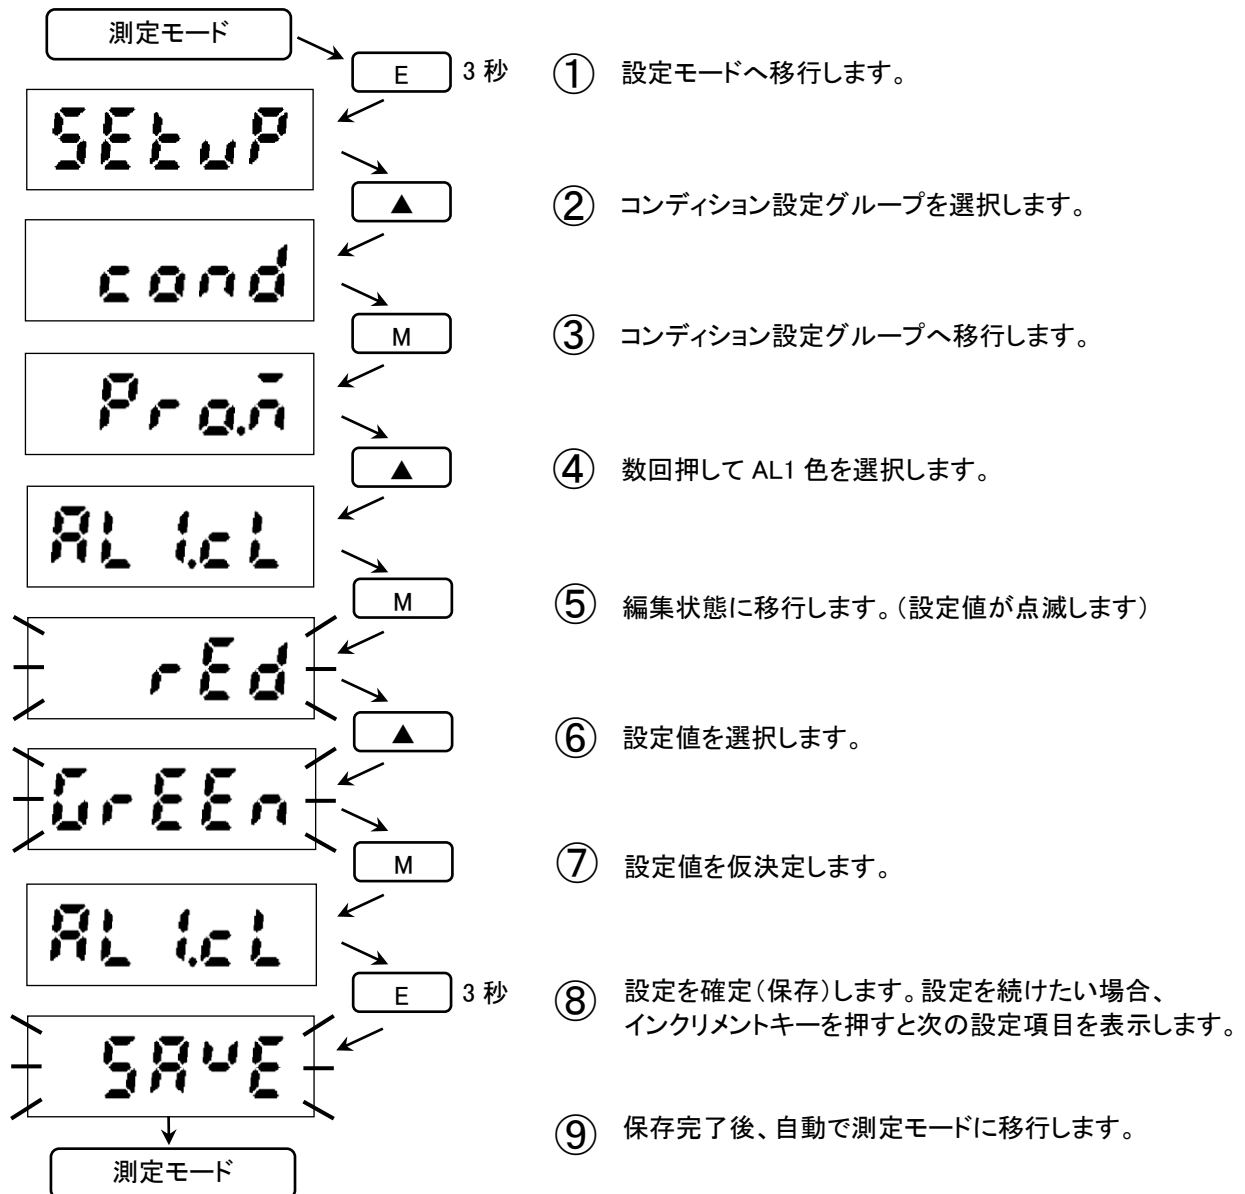 測定モード
E 3 秒 ① 設定モードへ移行します。
SEtuP
▲ ② コンディション設定グループを選択します。
cond
M ③ コンディション設定グループへ移行します。
Pro.m
▲ ④ 数回押して AL1 色を選択します。
AL1.cL
M ⑤ 編集状態に移行します。(設定値が点滅します)
rEd
▲ ⑥ 設定値を選択します。
GrEEn
M ⑦ 設定値を仮決定します。
AL1.cL
E 3 秒 ⑧ 設定を確定(保存)します。設定を続けたい場合、
インクリメントキーを押すと次の設定項目を表示します。
SAvE
⑨ 保存完了後、自動で測定モードに移行します。
測定モード